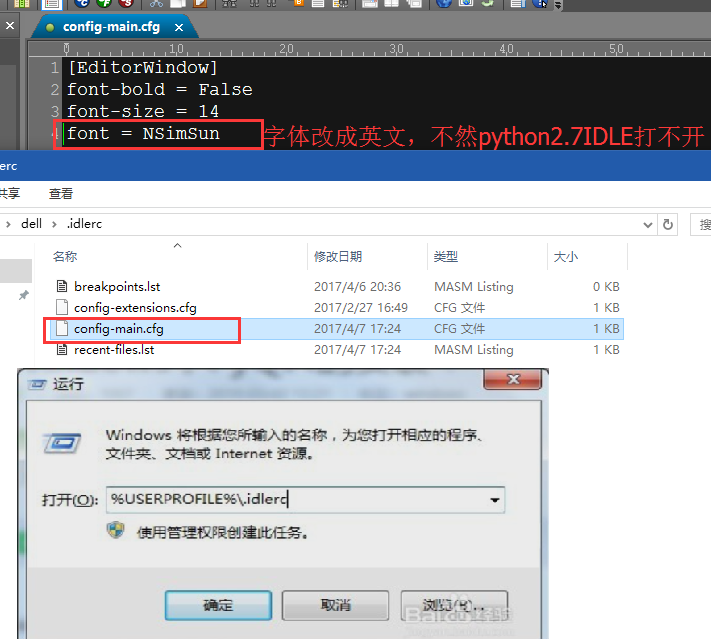 config-main.cfg
0 10 20 30 40 50
1 [EditorWindow]
2 font-bold = False
3 font-size = 14
4 font = NSimSun
字体改成英文，不然python2.7IDLE打不开
erc
共享 查看
dell .idlerc 搜
名称 修改日期 类型 大小
breakpoints.lst 2017/4/6 20:36 MASM Listing 0 KB
config-extensions.cfg 2017/2/27 16:49 CFG 文件 1 KB
config-main.cfg 2017/4/7 17:24 CFG 文件 1 KB
recent-files.lst 2017/4/7 17:24 MASM Listing 1 KB
运行
Windows 将根据您所输入的名称，为您打开相应的程序、
文件夹、文档或 Internet 资源。
打开(O): %USERPROFILE%\.idlerc
使用管理权限创建此任务。
确定 取消 浏览(B)...
Baidu经验